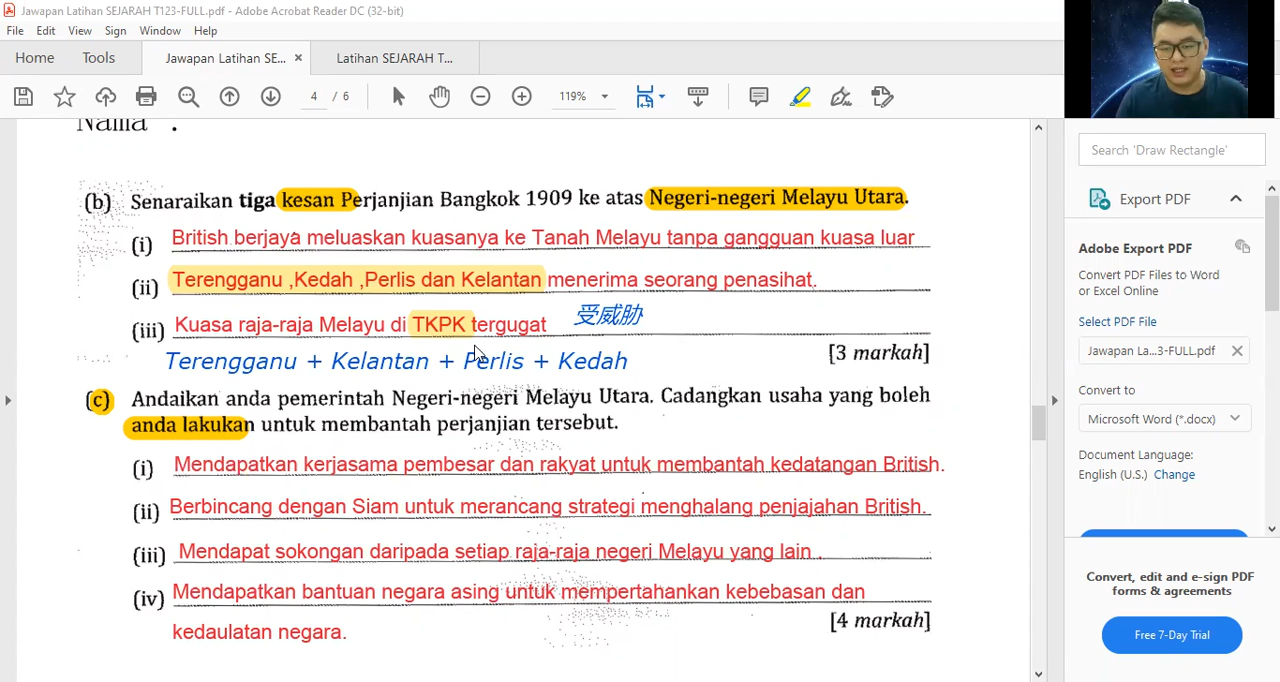 Jawapan Latihan SEJARAH T123-FULL.pdf - Adobe Acrobat Reader DC (32-bit)
File Edit View Sign Window Help
Home Tools Jawapan Latihan SE... × Latihan SEJARAH T...
4 / 6 119%
Search 'Draw Rectangle'
Export PDF
Adobe Export PDF
Convert PDF Files to Word
or Excel Online
Select PDF File
Jawapan La...3-FULL.pdf
Convert to
Microsoft Word (*.docx)
Document Language:
English (U.S.) Change
Convert, edit and e-sign PDF
forms & agreements
Free 7-Day Trial
Nama :
(b) Senaraikan tiga kesan Perjanjian Bangkok 1909 ke atas Negeri-negeri Melayu Utara.
(i) British berjaya meluaskan kuasanya ke Tanah Melayu tanpa gangguan kuasa luar
(ii) Terengganu ,Kedah ,Perlis dan Kelantan menerima seorang penasihat.
(iii) Kuasa raja-raja Melayu di TKPK tergugat 受威胁
[3 markah]
Terengganu + Kelantan + Perlis + Kedah
(c) Andaikan anda pemerintah Negeri-negeri Melayu Utara. Cadangkan usaha yang boleh
anda lakukan untuk membantah perjanjian tersebut.
(i) Mendapatkan kerjasama pembesar dan rakyat untuk membantah kedatangan British.
(ii) Berbincang dengan Siam untuk merancang strategi menghalang penjajahan British.
(iii) Mendapat sokongan daripada setiap raja-raja negeri Melayu yang lain .
(iv) Mendapatkan bantuan negara asing untuk mempertahankan kebebasan dan
kedaulatan negara.
[4 markah]